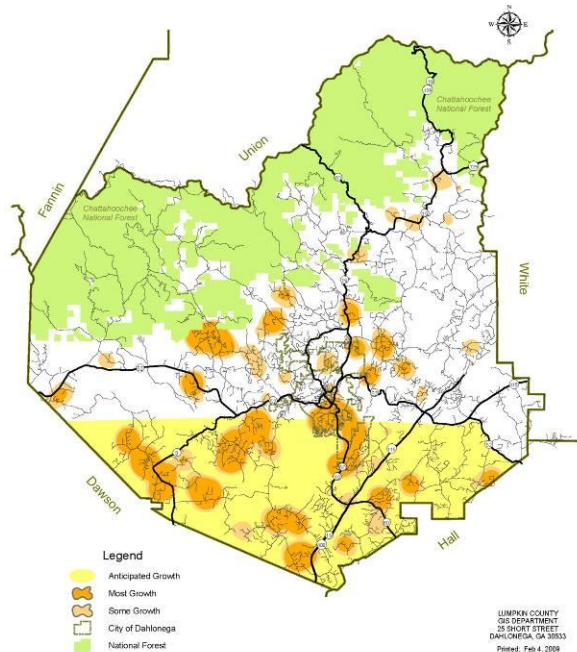 N
W
E
S
Chattahoochee
National Forest
Union
Fannin
Chattahoochee
National Forest
White
Dawson
Hall
Legend
Anticipated Growth
Most Growth
Some Growth
City of Dahlonega
National Forest
LUMPKIN COUNTY
GIS DEPARTMENT
25 SHORT STREET
DAHLONEGA, GA 30533
Printed: Feb 4, 2009